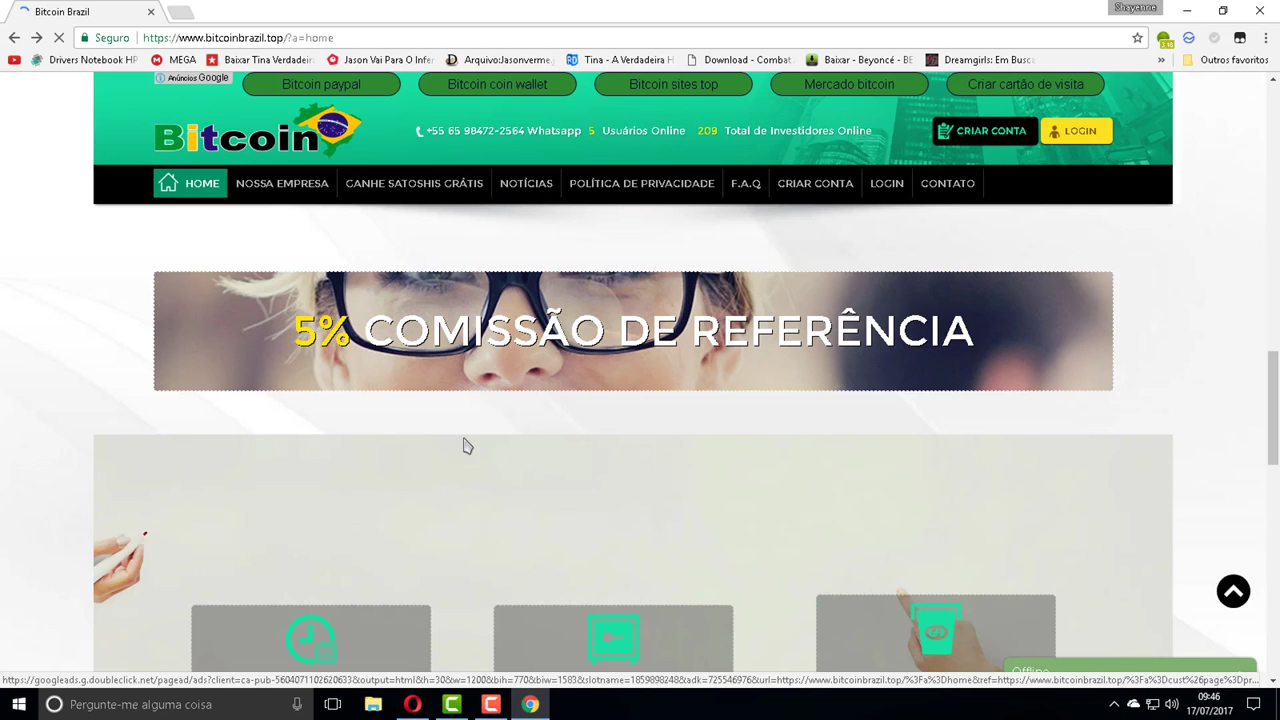 Bitcoin Brazil
Shayenne
Seguro
https://www.bitcoinbrazil.top/?a=home
Drivers Notebook HP
MEGA
Baixar Tina Verdadeir
Jason Vai Para O Infer
Arquivo:Jasonverme
Tina - A Verdadeira H
Download - Combat
Baixar - Beyoncé - BE
Dreamgirls: Em Busc
Outros favoritos
Anúncios Google
Bitcoin paypal
Bitcoin coin wallet
Bitcoin sites top
Mercado bitcoin
Criar cartão de visita
Bitcoin
+55 65 98472-2564 Whatsapp 5 Usuários Online 209 Total de Investidores Online
CRIAR CONTA
LOGIN
HOME
NOSSA EMPRESA
GANHE SATOSHIS GRÁTIS
NOTÍCIAS
POLÍTICA DE PRIVACIDADE
F.A.Q
CRIAR CONTA
LOGIN
CONTATO
5% COMISSÃO DE REFERÊNCIA
Offline
Pergunte-me alguma coisa
09:46
17/07/2017